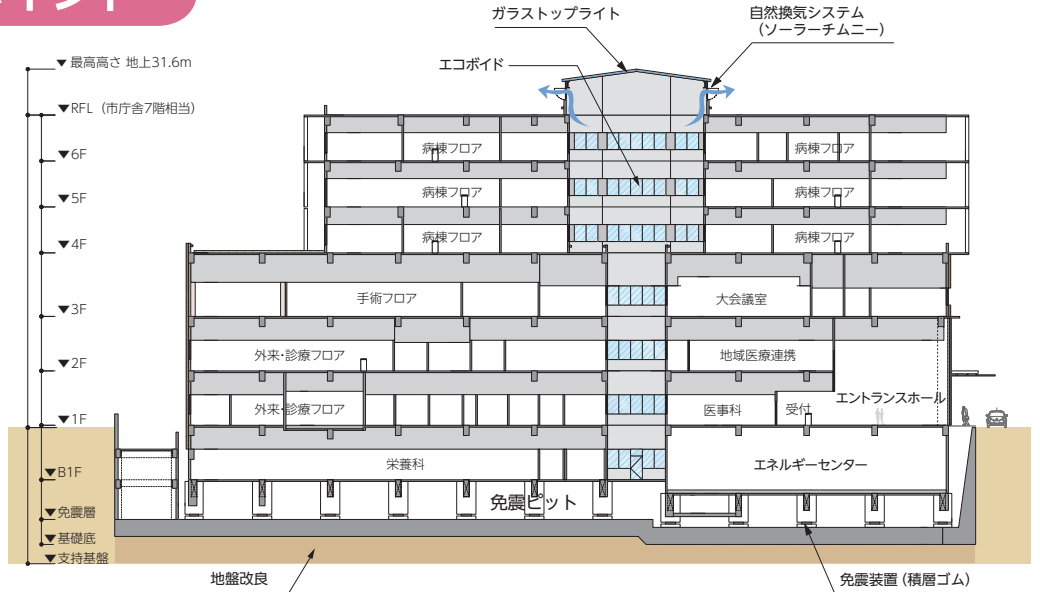 ガラストップライト
自然換気システム
(ソーラーチムニー)
エコボイド
▼最高高さ 地上31.6m
▼RFL（市庁舎7階相当）
▼6F
病棟フロア
病棟フロア
▼5F
病棟フロア
病棟フロア
▼4F
病棟フロア
病棟フロア
▼3F
手術フロア
大会議室
▼2F
外来・診療フロア
地域医療連携
▼1F
外来・診療フロア
医事科
受付
エントランスホール
▼B1F
栄養科
エネルギーセンター
▼免震層
免震ピット
▼基礎底
▼支持基盤
地盤改良
免震装置 (積層ゴム)